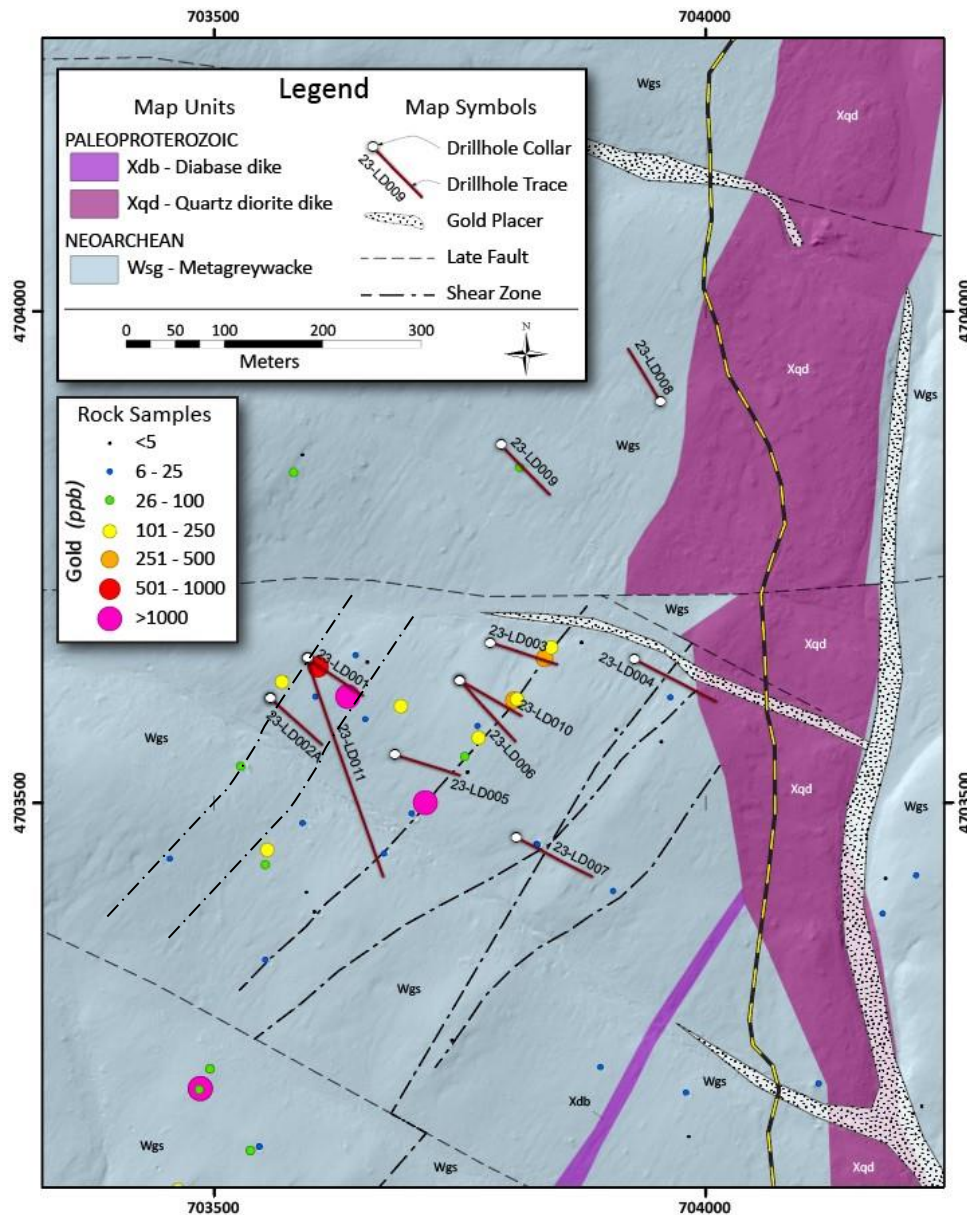 703500
704000
Legend
Map Units
PALEOPROTEROZOIC
Xdb - Diabase dike
Xqd - Quartz diorite dike
NEOARCHEAN
Wsg - Metagreywacke
Map Symbols
23-LD009
Drillhole Collar
Drillhole Trace
Gold Placer
Late Fault
Shear Zone
0 50 100 200 300
Meters
N
Rock Samples
Gold (ppb)
<5
6 - 25
26 - 100
101 - 250
251 - 500
501 - 1000
>1000
Wgs
Xqd
4704000
4704000
23-LD008
Xqd
Wgs
Wgs
23-LD009
Wgs
23-LD003
Xqd
23-LD004
23-LD001
23-LD010
23-LD002A
23-LD011
23-LD006
Wgs
23-LD005
Xqd
4703500
4703500
Wgs
23-LD007
Wgs
Wgs
Xdb
Wgs
Wgs
Xqd
703500
704000